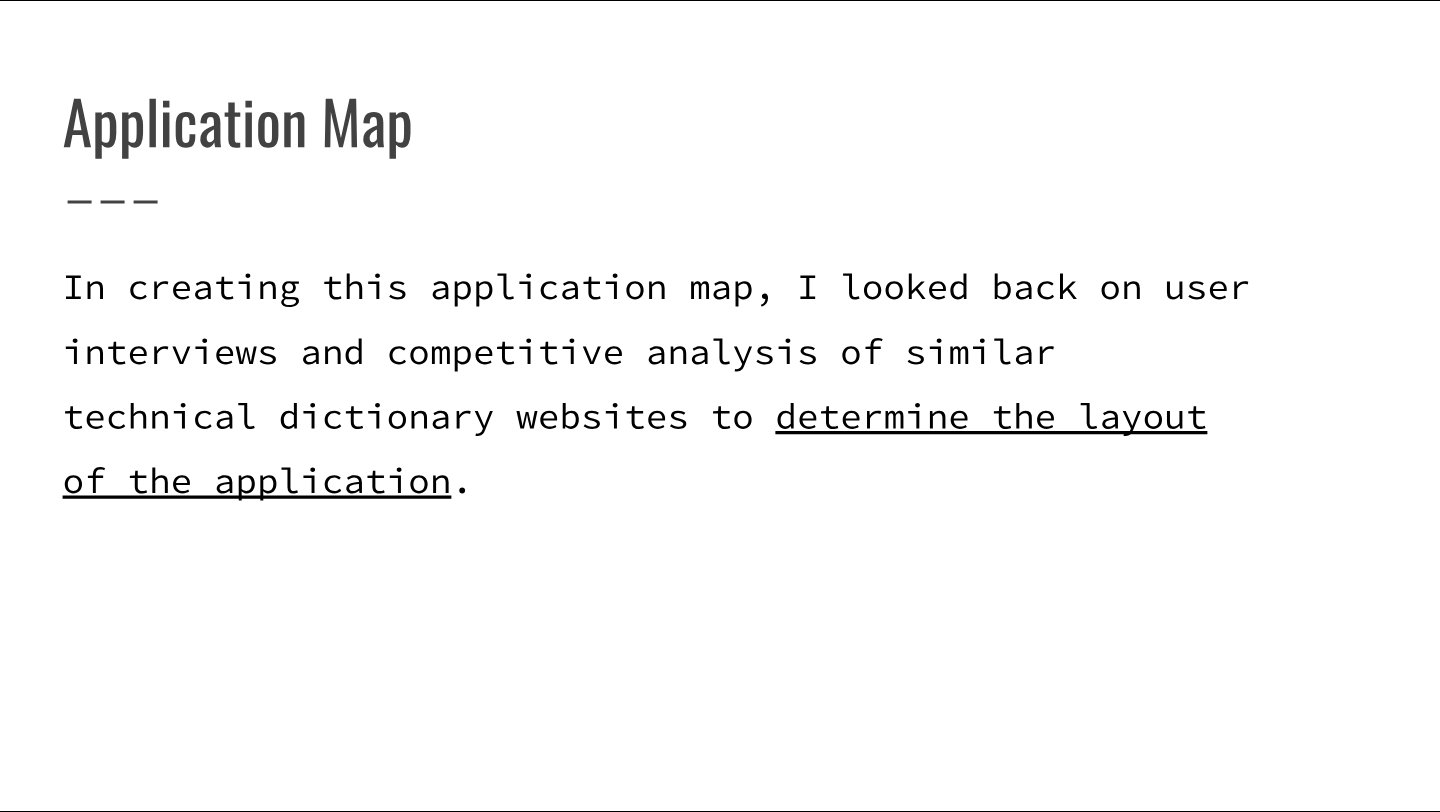 Application Map
In creating this application map, I looked back on user
interviews and competitive analysis of similar
technical dictionary websites to determine the layout
of the application.